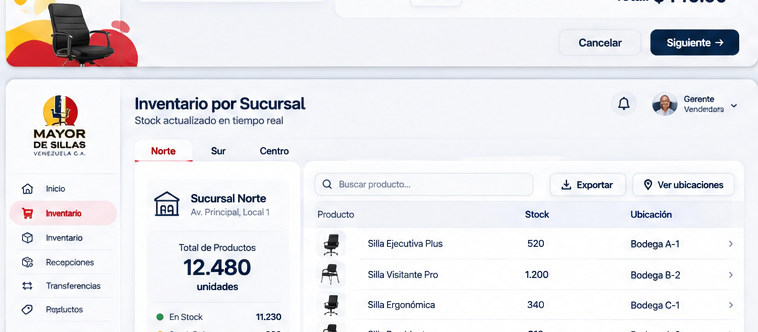 Cancelar
Siguiente →
MAYOR
DE SILLAS
VENEZUELA C.A.
Inicio
Inventario
Inventario
Recepciones
Transferencias
Productos
Inventario por Sucursal
Stock actualizado en tiempo real
Gerente
Norte Sur Centro
Sucursal Norte
Av. Principal, Local 1
Total de Productos
12.480
unidades
En Stock 11.230
Buscar producto...
Exportar
Ver ubicaciones
Producto Stock Ubicación
Silla Ejecutiva Plus 520 Bodega A-1
Silla Visitante Pro 1.200 Bodega B-2
Silla Ergonómica 340 Bodega C-1